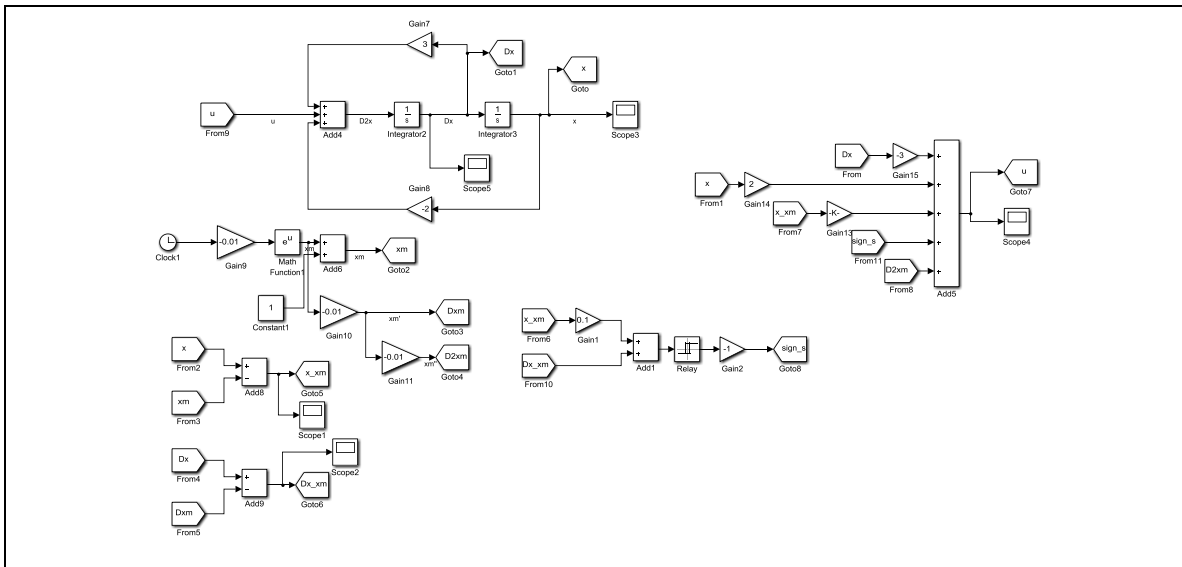 Gain7
3
Dx
Goto1
x
Goto
u
From9
u
+
+
+
Add4
D2x
1
s
Integrator2
Dx
1
s
Integrator3
x
Scope3
Scope5
Gain8
-2
Clock1
-0.01
Gain9
e^u
Math
Function1
xm
+
+
Add6
xm
xm
Goto2
1
Constant1
-0.01
Gain10
xm'
Dxm
Goto3
-0.01
Gain11
xm''
D2xm
Goto4
x
From2
xm
From3
+
−
Add8
x_xm
Goto5
Scope1
Dx
From4
Dxm
From5
+
−
Add9
Scope2
Dx_xm
Goto6
x_xm
From6
0.1
Gain1
Dx_xm
From10
+
+
Add1
Relay
-1
Gain2
sign_s
Goto8
Dx
From
-3
Gain15
x
From1
2
Gain14
x_xm
From7
-K-
Gain13
sign_s
From11
D2xm
From8
+
+
+
+
+
Add5
u
Goto7
Scope4